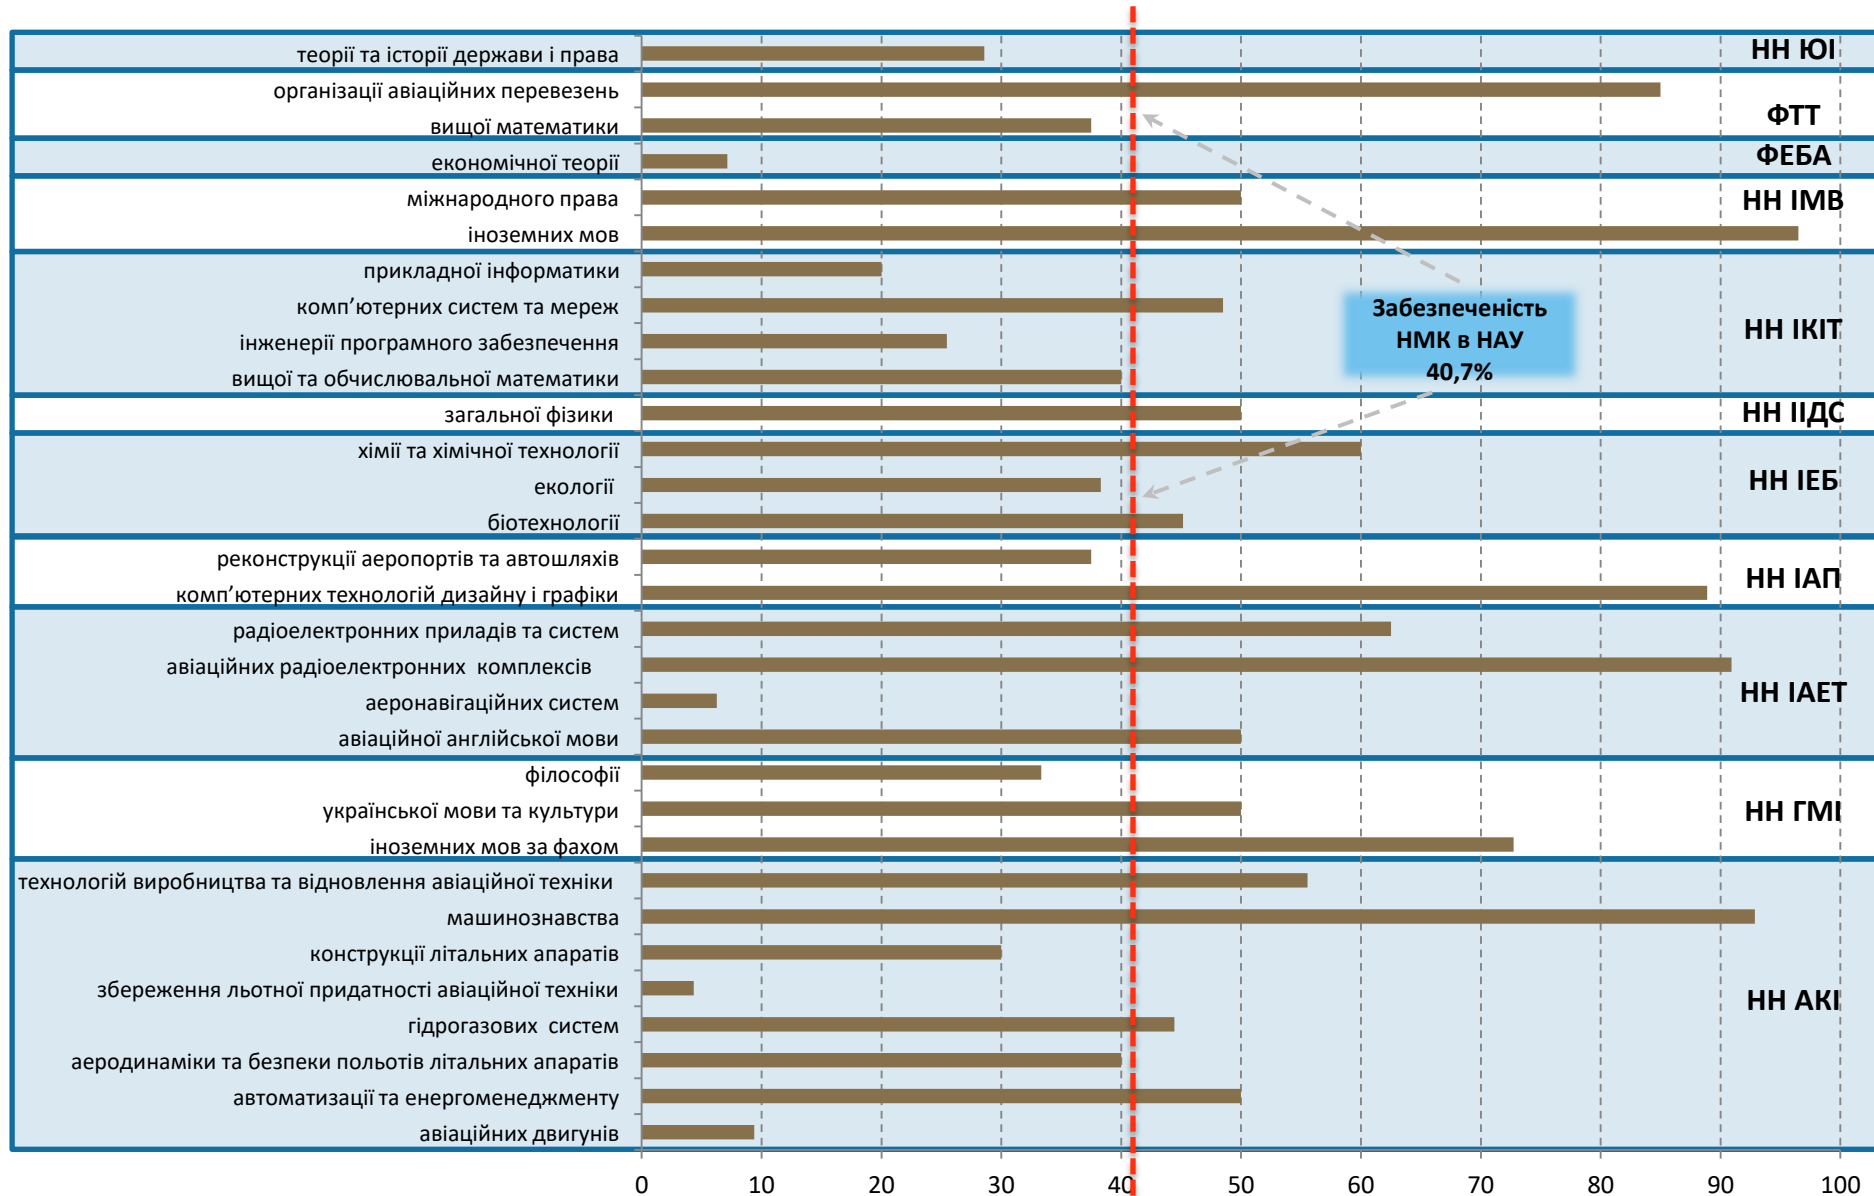 теорії та історії держави і права
НН ЮІ
організації авіаційних перевезень
вищої математики
ФТТ
економічної теорії
ФЕБА
міжнародного права
НН ІМВ
іноземних мов
прикладної інформатики
комп’ютерних систем та мереж
інженерії програмного забезпечення
вищої та обчислювальної математики
НН ІКІТ
Забезпеченість
НМК в НАУ
40,7%
загальної фізики
НН ІІДС
хімії та хімічної технології
екології
біотехнології
НН ІЕБ
реконструкції аеропортів та автошляхів
комп’ютерних технологій дизайну і графіки
НН ІАП
радіоелектронних приладів та систем
авіаційних радіоелектронних комплексів
аеронавігаційних систем
авіаційної англійської мови
НН ІАЕТ
філософії
української мови та культури
іноземних мов за фахом
НН ГМІ
технологій виробництва та відновлення авіаційної техніки
машинознавства
конструкції літальних апаратів
збереження льотної придатності авіаційної техніки
гідрогазових систем
аеродинаміки та безпеки польотів літальних апаратів
автоматизації та енергоменеджменту
авіаційних двигунів
НН АКІ
0 10 20 30 40 50 60 70 80 90 100